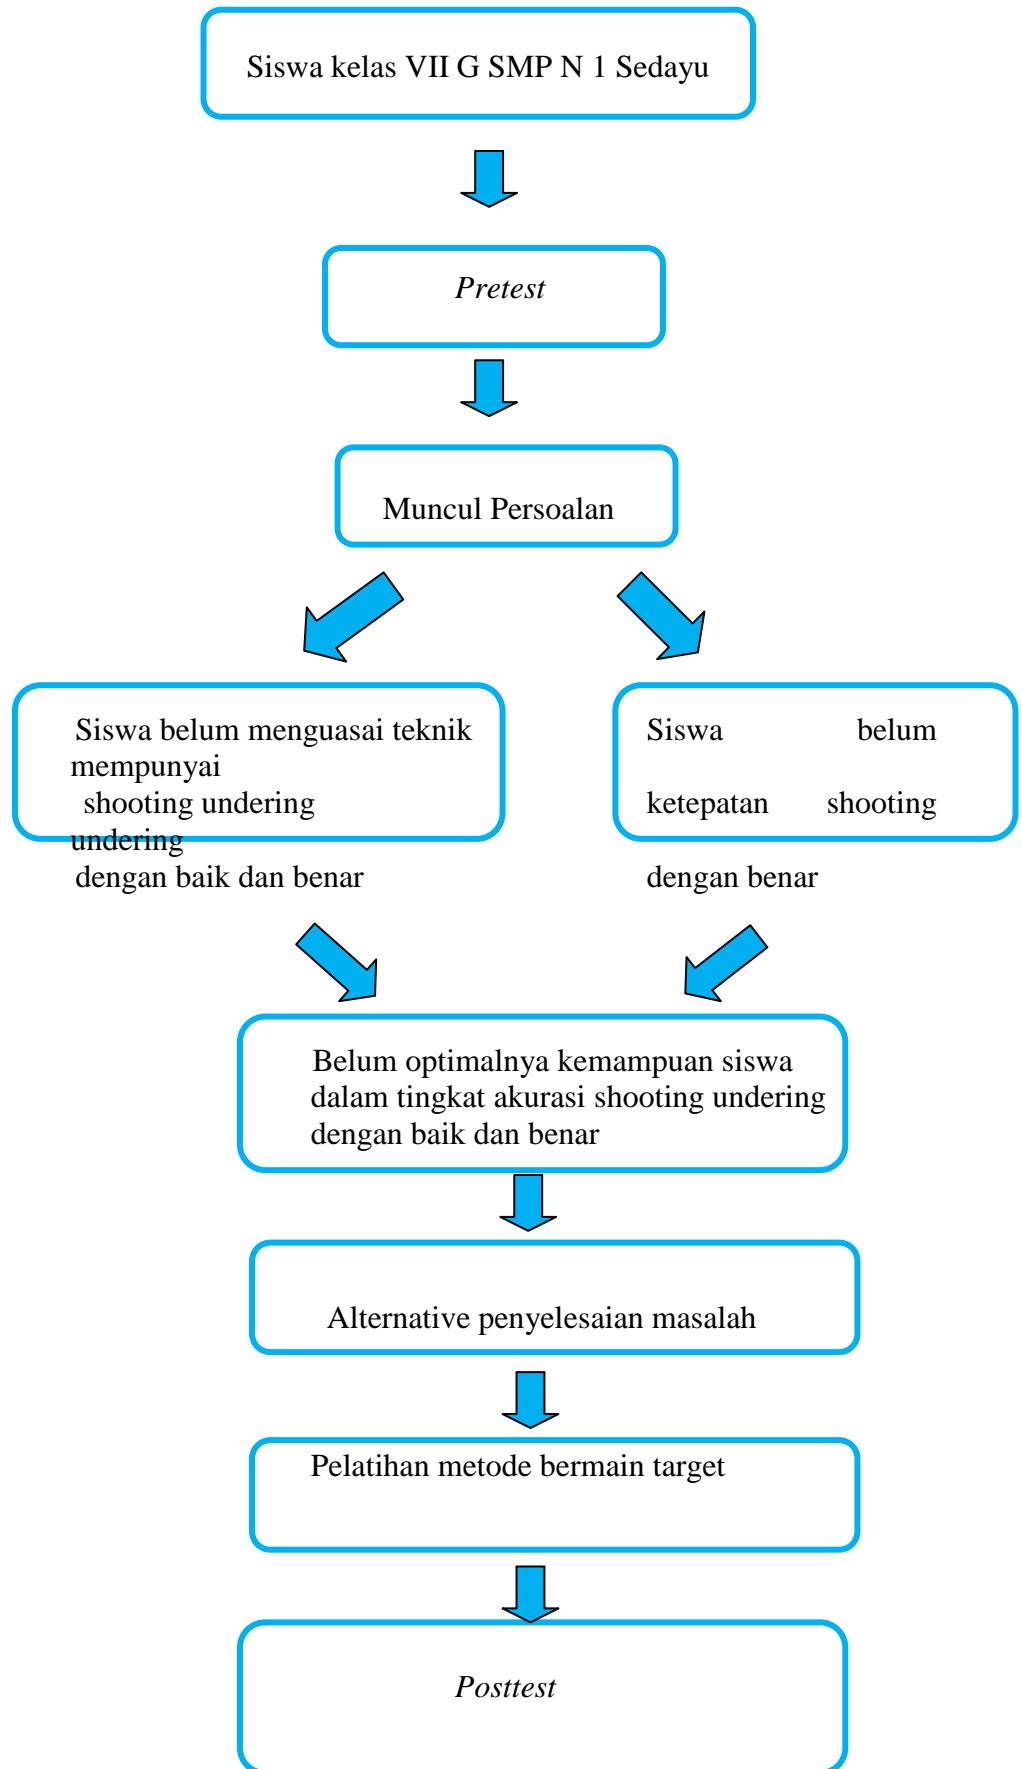 Siswa kelas VII G SMP N 1 Sedayu
Pretest
Muncul Persoalan
Siswa belum menguasai teknik
mempunyai
shooting undering
undering
dengan baik dan benar
Siswa belum
ketepatan shooting
dengan benar
Belum optimalnya kemampuan siswa
dalam tingkat akurasi shooting undering
dengan baik dan benar
Alternative penyelesaian masalah
Pelatihan metode bermain target
Posttest